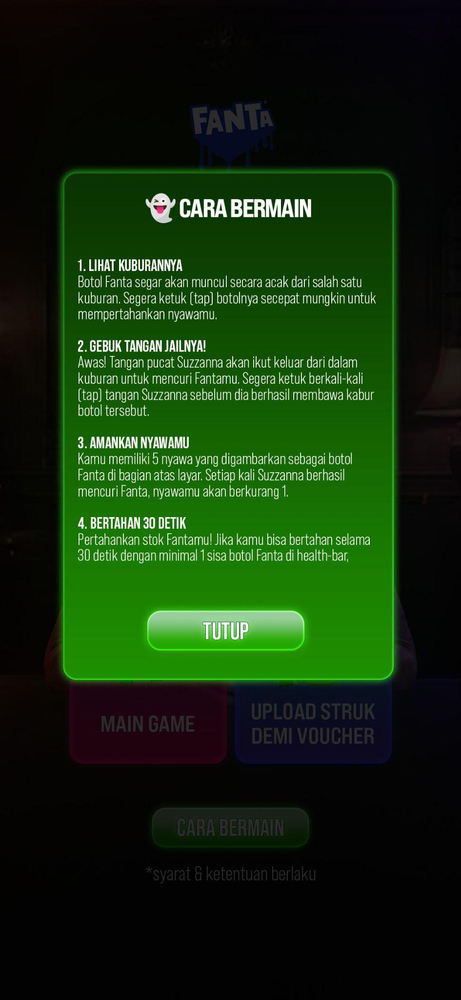 FANTA
CARA BERMAIN
1. LIHAT KUBURANNYA
Botol Fanta segar akan muncul secara acak dari salah satu
kuburan. Segera ketuk (tap) botolnya secepat mungkin untuk
mempertahankan nyawamu.
2. GEBUK TANGAN JAILNYA!
Awas! Tangan pucat Suzzanna akan ikut keluar dari dalam
kuburan untuk mencuri Fantamu. Segera ketuk berkali-kali
(tap) tangan Suzzanna sebelum dia berhasil membawa kabur
botol tersebut.
3. AMANKAN NYAWAMU
Kamu memiliki 5 nyawa yang digambarkan sebagai botol
Fanta di bagian atas layar. Setiap kali Suzzanna berhasil
mencuri Fanta, nyawamu akan berkurang 1.
4. BERTAHAN 30 DETIK
Pertahankan stok Fantamu! Jika kamu bisa bertahan selama
30 detik dengan minimal 1 sisa botol Fanta di health-bar,
TUTUP
MAIN GAME
UPLOAD STRUK
DEMI VOUCHER
CARA BERMAIN
*syarat & ketentuan berlaku